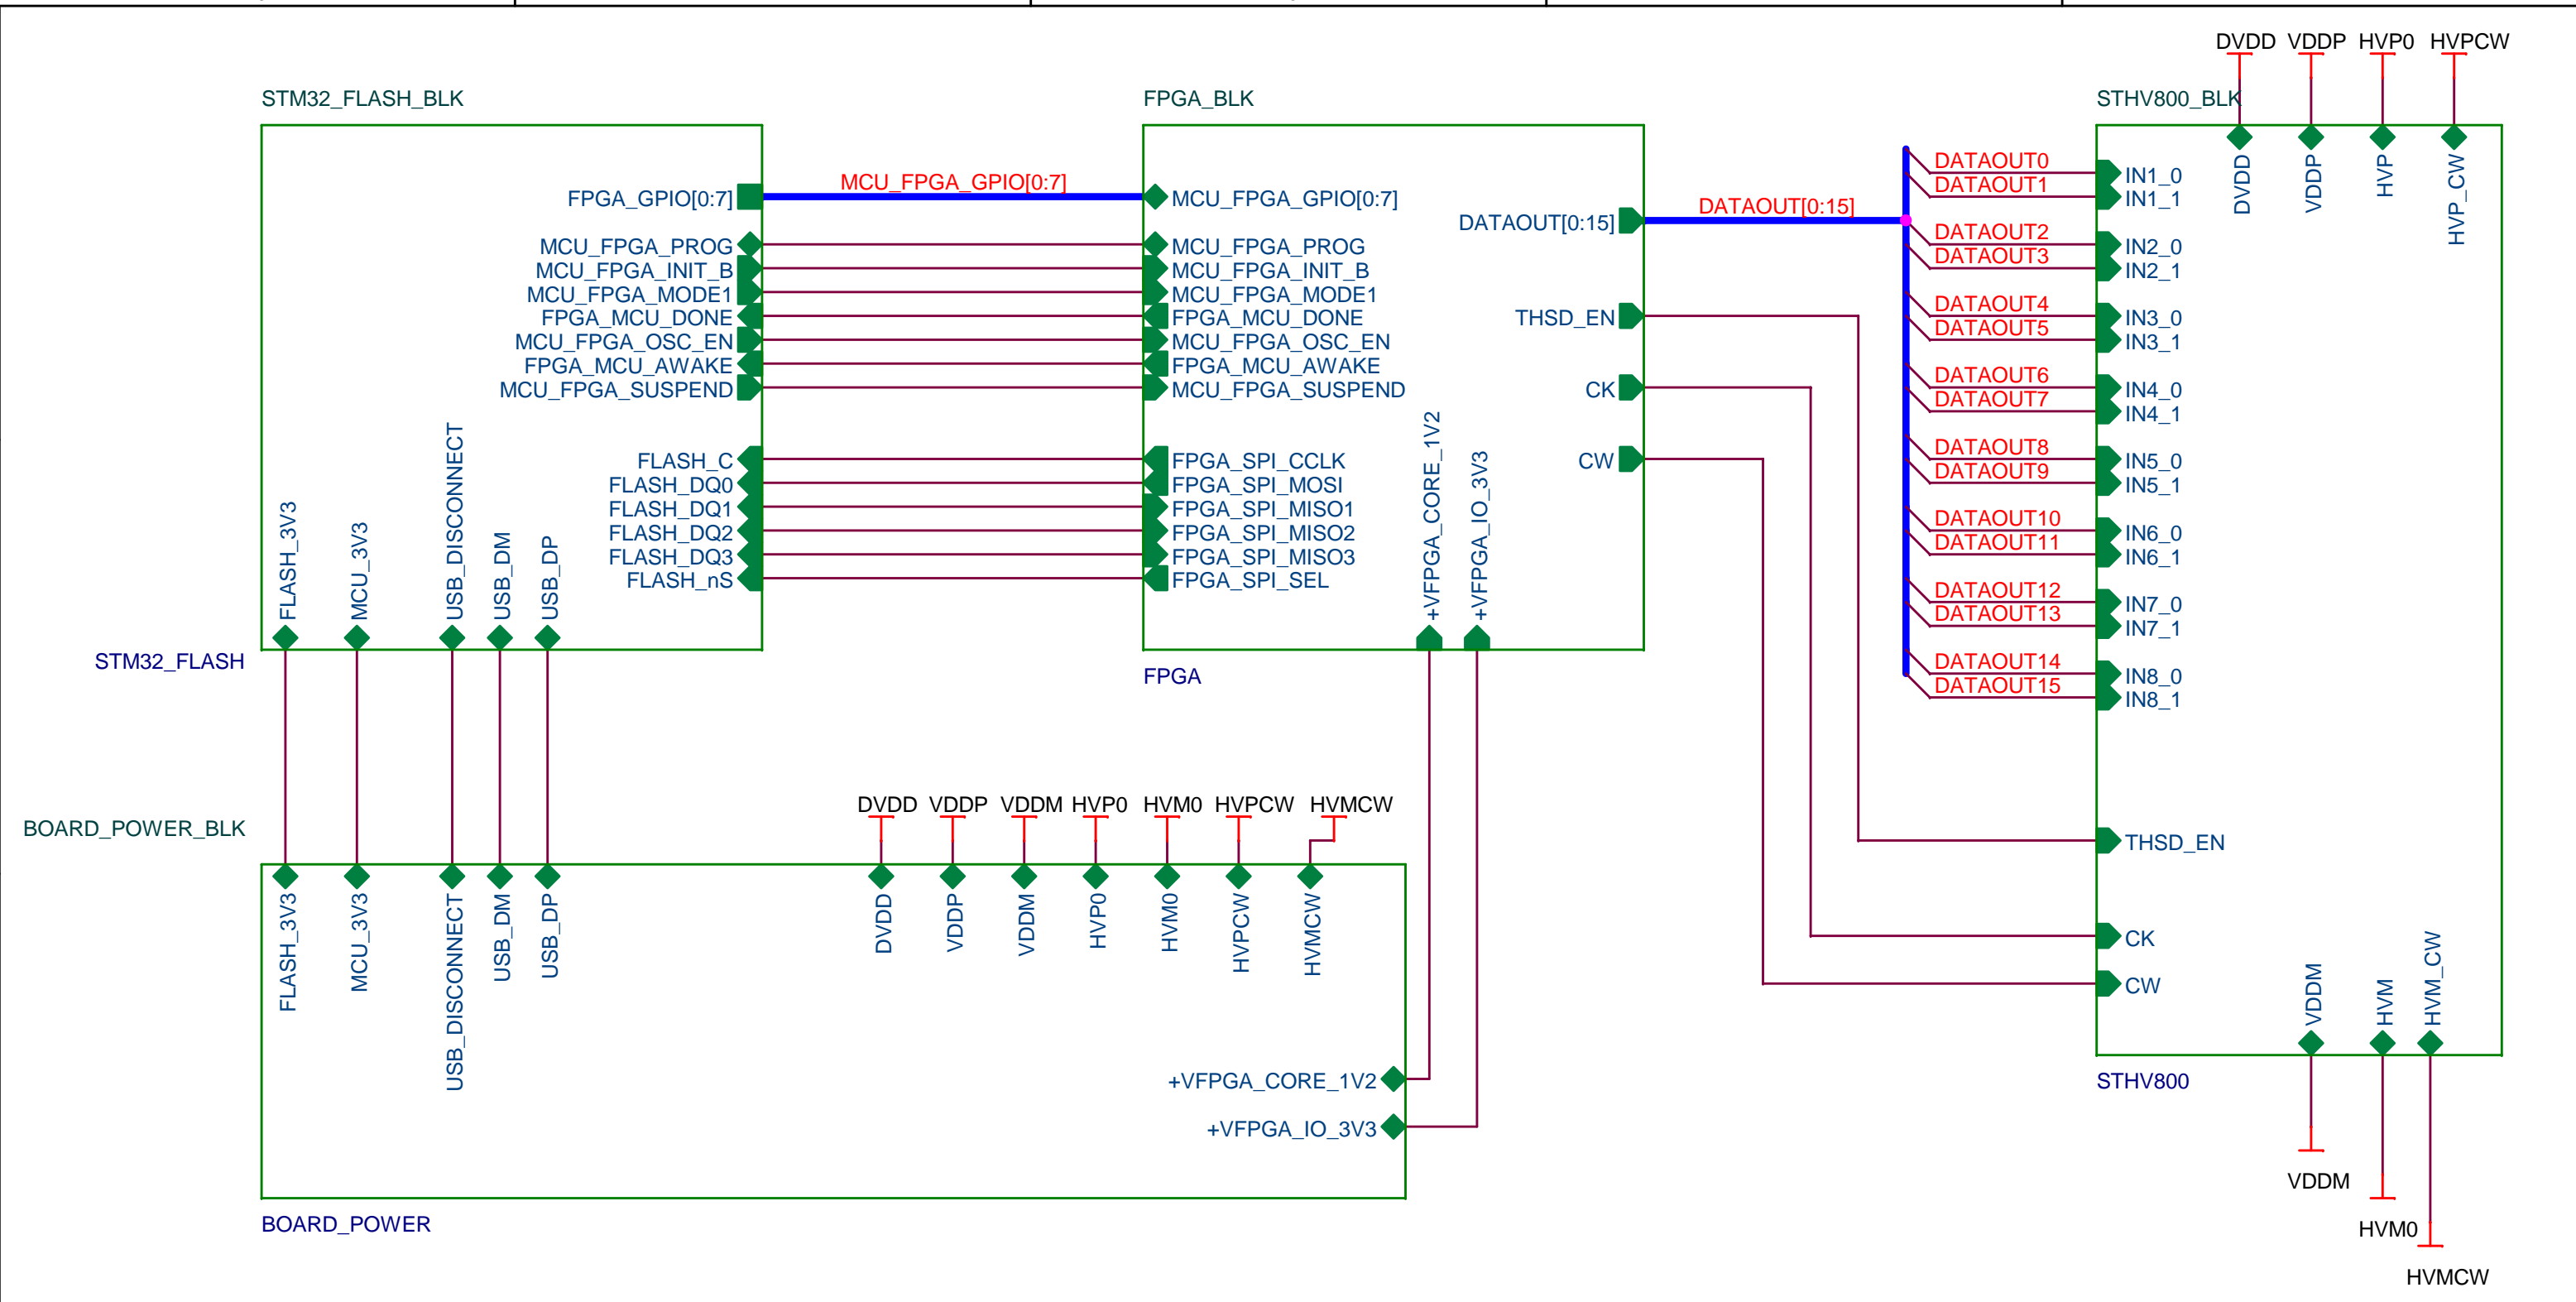 DVDD VDDP HVP0 HVPCW
STM32_FLASH_BLK
FPGA_BLK
STHV800_BLK
FPGA_GPIO[0:7]
MCU_FPGA_PROG
MCU_FPGA_INIT_B
MCU_FPGA_MODE1
FPGA_MCU_DONE
MCU_FPGA_OSC_EN
FPGA_MCU_AWAKE
MCU_FPGA_SUSPEND
FLASH_C
FLASH_DQ0
FLASH_DQ1
FLASH_DQ2
FLASH_DQ3
FLASH_nS
FLASH_3V3
MCU_3V3
USB_DISCONNECT
USB_DM
USB_DP
STM32_FLASH
MCU_FPGA_GPIO[0:7]
MCU_FPGA_GPIO[0:7]
MCU_FPGA_PROG
MCU_FPGA_INIT_B
MCU_FPGA_MODE1
FPGA_MCU_DONE
MCU_FPGA_OSC_EN
FPGA_MCU_AWAKE
MCU_FPGA_SUSPEND
FPGA_SPI_CCLK
FPGA_SPI_MOSI
FPGA_SPI_MISO1
FPGA_SPI_MISO2
FPGA_SPI_MISO3
FPGA_SPI_SEL
DATAOUT[0:15]
THSD_EN
CK
CW
+VFPGA_CORE_1V2
+VFPGA_IO_3V3
FPGA
DATAOUT[0:15]
DATAOUT0
DATAOUT1
DATAOUT2
DATAOUT3
DATAOUT4
DATAOUT5
DATAOUT6
DATAOUT7
DATAOUT8
DATAOUT9
DATAOUT10
DATAOUT11
DATAOUT12
DATAOUT13
DATAOUT14
DATAOUT15
DVDD
VDDP
HVP
HVP_CW
IN1_0
IN1_1
IN2_0
IN2_1
IN3_0
IN3_1
IN4_0
IN4_1
IN5_0
IN5_1
IN6_0
IN6_1
IN7_0
IN7_1
IN8_0
IN8_1
THSD_EN
CK
CW
VDDM
HVM
HVM_CW
STHV800
VDDM
HVM0
HVMCW
BOARD_POWER_BLK
DVDD VDDP VDDM HVP0 HVM0 HVPCW HVMCW
FLASH_3V3
MCU_3V3
USB_DISCONNECT
USB_DM
USB_DP
DVDD
VDDP
VDDM
HVP0
HVM0
HVPCW
HVMCW
+VFPGA_CORE_1V2
+VFPGA_IO_3V3
BOARD_POWER